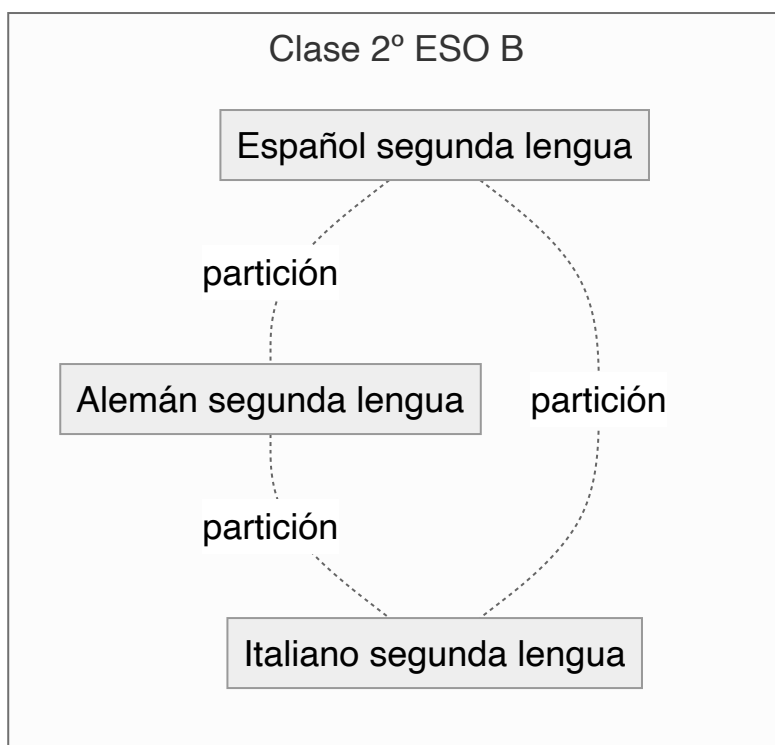 Clase 2º ESO B
Español segunda lengua
partición
Alemán segunda lengua
partición
partición
Italiano segunda lengua